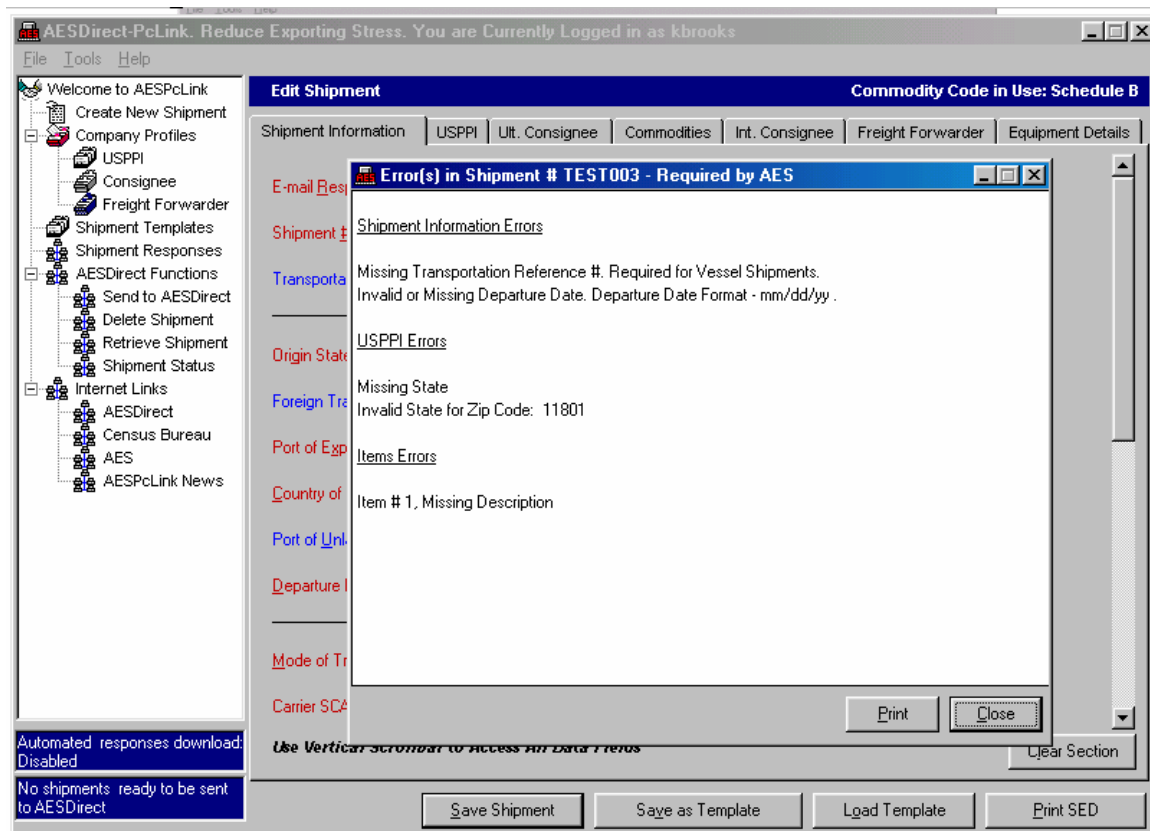 AESDirect-PcLink. Reduce Exporting Stress. You are Currently Logged in as kbrooks
File Tools Help
Welcome to AESPcLink
Create New Shipment
Company Profiles
USPPI
Consignee
Freight Forwarder
Shipment Templates
Shipment Responses
AESDirect Functions
Send to AESDirect
Delete Shipment
Retrieve Shipment
Shipment Status
Internet Links
AESDirect
Census Bureau
AES
AESPcLink News
Automated responses download:
Disabled
No shipments ready to be sent
to AESDirect
Edit Shipment Commodity Code in Use: Schedule B
Shipment Information USPPI Ult. Consignee Commodities Int. Consignee Freight Forwarder Equipment Details
E-mail
Shipment
Origin State
Foreign
Port of
Country of
Port of
Departure
Mode of
Carrier
Error(s) in Shipment # TEST003 - Required by AES
Shipment Information Errors
Missing Transportation Reference #. Required for Vessel Shipments.
Invalid or Missing Departure Date. Departure Date Format - mm/dd/yy .
USPPI Errors
Missing State
Invalid State for Zip Code: 11801
Items Errors
Item # 1, Missing Description
Print Close
Use Vertical Scrollbar to Access All Data Fields
Clear Section
Save Shipment Save as Template Load Template Print SED